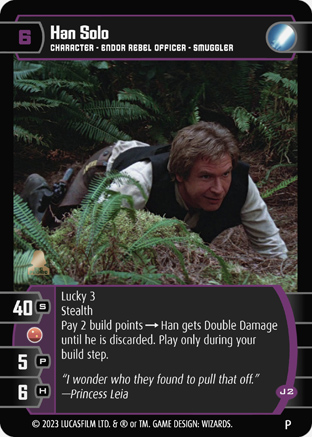 6
Han Solo
CHARACTER - ENDOR REBEL OFFICER - SMUGGLER
40 S
5 P
6 H
Lucky 3
Stealth
Pay 2 build points → Han gets Double Damage
until he is discarded. Play only during your
build step.
“I wonder who they found to pull that off.”
—Princess Leia
J2
© 2023 LUCASFILM LTD. & ® or TM. GAME DESIGN: WIZARDS.
P